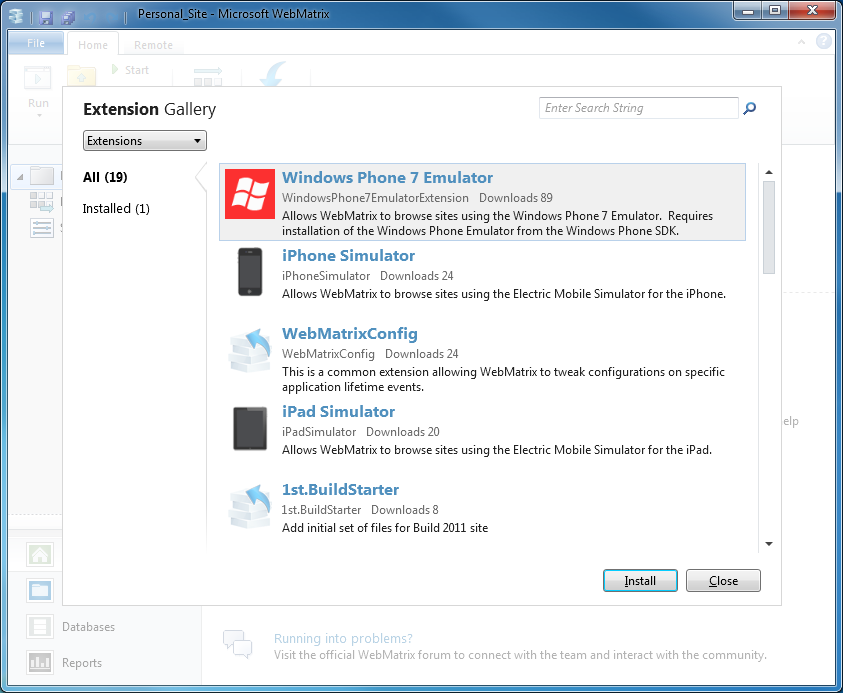 Personal_Site - Microsoft WebMatrix
File
Home
Remote
Start
Run
Extension Gallery
Enter Search String
Extensions
All (19)
Installed (1)
Windows Phone 7 Emulator
WindowsPhone7EmulatorExtension Downloads 89
Allows WebMatrix to browse sites using the Windows Phone 7 Emulator. Requires
installation of the Windows Phone Emulator from the Windows Phone SDK.
iPhone Simulator
iPhoneSimulator Downloads 24
Allows WebMatrix to browse sites using the Electric Mobile Simulator for the iPhone.
WebMatrixConfig
WebMatrixConfig Downloads 24
This is a common extension allowing WebMatrix to tweak configurations on specific
application lifetime events.
iPad Simulator
iPadSimulator Downloads 20
Allows WebMatrix to browse sites using the Electric Mobile Simulator for the iPad.
1st.BuildStarter
1st.BuildStarter Downloads 8
Add initial set of files for Build 2011 site
elp
Install
Close
Databases
Reports
Running into problems?
Visit the official WebMatrix forum to connect with the team and interact with the community.